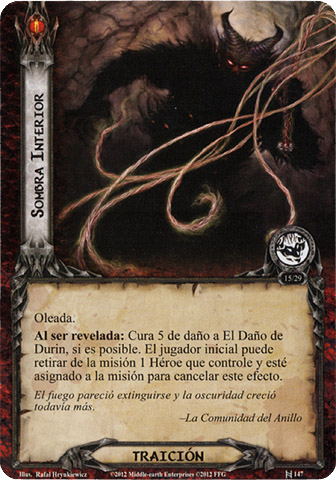 SOMBRA INTERIOR
15/29
Oleada.
Al ser revelada: Cura 5 de daño a El Daño de
Durin, si es posible. El jugador inicial puede
retirar de la misión 1 Héroe que controle y esté
asignado a la misión para cancelar este efecto.
El fuego pareció extinguirse y la oscuridad creció
todavía más.
–La Comunidad del Anillo
TRAICIÓN
Illus. Rafal Hrynkiewicz ©2012 Middle-earth Enterprises ©2012 FFG 147